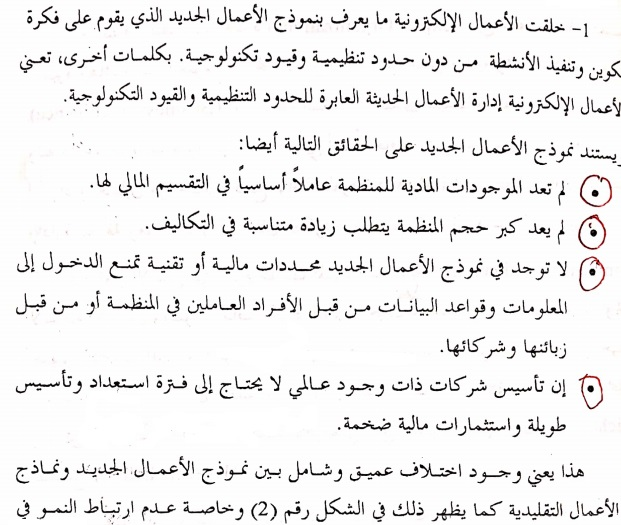 1- خلقت الأعمال الإلكترونية ما يعرف بنموذج الأعمال الجديد الذي يقوم على فكرة
تكوين وتنفيذ الأنشطة من دون حدود تنظيمية وقيود تكنولوجية. بكلمات أخرى، تعني
الأعمال الإلكترونية إدارة الأعمال الحديثة العابرة للحدود التنظيمية والقيود التكنولوجية.
ويستند نموذج الأعمال الجديد على الحقائق التالية أيضا:
• لم تعد الموجودات المادية للمنظمة عاملاً أساسياً في التقسيم المالي لها.
• لم يعد كبر حجم المنظمة يتطلب زيادة متناسبة في التكاليف.
• لا توجد في نموذج الأعمال الجديد محددات مالية أو تقنية تمنع الدخول إلى
المعلومات وقواعد البيانات من قبل الأفراد العاملين في المنظمة أو من قبل
زبائنها وشركائها.
• إن تأسيس شركات ذات وجود عالمي لا يحتاج إلى فترة استعداد وتأسيس
طويلة واستثمارات مالية ضخمة.
هذا يعني وجود اختلاف عميق وشامل بين نموذج الأعمال الجديد ونماذج
الأعمال التقليدية كما يظهر ذلك في الشكل رقم (2) وخاصة عدم ارتباط النمو في